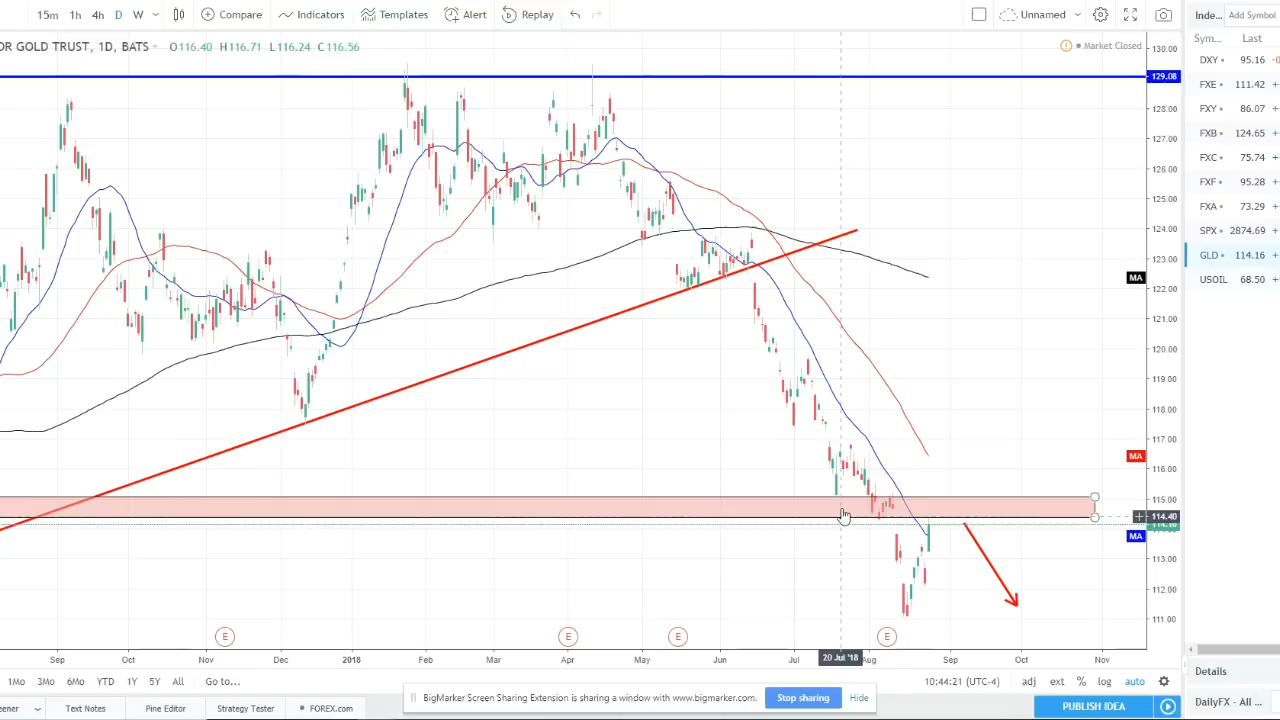 15m 1h 4h D W Compare Indicators Templates Alert Replay Unnamed Inde... Add Symbol
OR GOLD TRUST, 1D, BATS O116.40 H116.71 L116.24 C116.56 Market Closed
Sym... Last
DXY 95.16
FXE 111.42 +
FXY 86.07 +
FXB 124.65 +
FXC 75.74 +
FXF 95.28 +
FXA 73.29 +
SPX 2874.69 +
GLD 114.16 +
USOIL 68.50 +
130.00
129.08
128.00
127.00
126.00
125.00
124.00
123.00
MA
122.00
121.00
120.00
119.00
118.00
117.00
MA
116.00
115.00
114.40
MA
113.00
112.00
111.00
E E E E
Sep Oct Nov Dec 2018 Feb Mar Apr May Jun Jul 20 Jul '18 Aug Sep Oct Nov
1Mo 3Mo 6Mo YTD 1Y 5Y All Go to... 10:44:21 (UTC-4) adj ext % log auto
Details
BigMarker Screen Sharing Extension is sharing a window with www.bigmarker.com. Stop sharing Hide
eener Text Notes Pine Editor Strategy Tester FOREX.com PUBLISH IDEA DailyFX - All ...